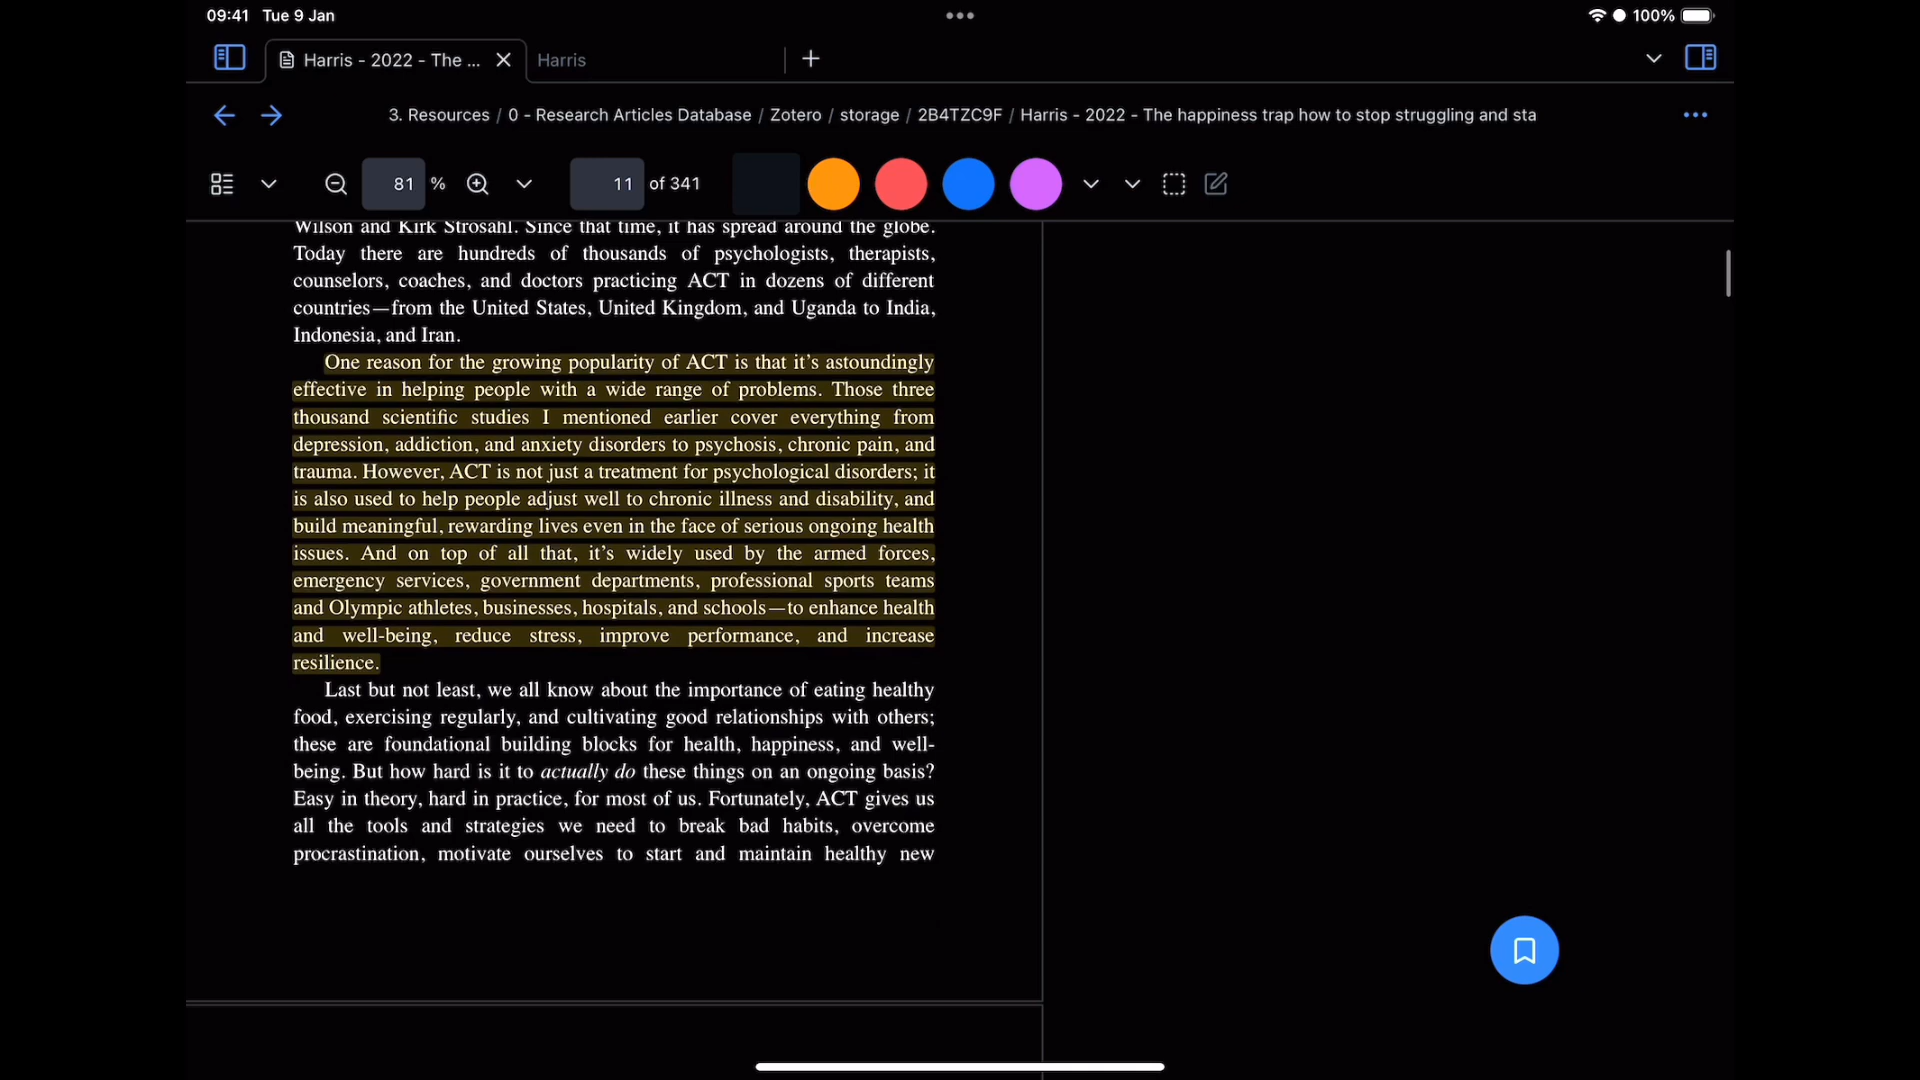 09:41 Tue 9 Jan
100%
Harris - 2022 - The ...
Harris
3. Resources / 0 - Research Articles Database / Zotero / storage / 2B4TZC9F / Harris - 2022 - The happiness trap how to stop struggling and sta
81 %
11 of 341
Wilson and Kirk Strosahl. Since that time, it has spread around the globe.
Today there are hundreds of thousands of psychologists, therapists,
counselors, coaches, and doctors practicing ACT in dozens of different
countries—from the United States, United Kingdom, and Uganda to India,
Indonesia, and Iran.
One reason for the growing popularity of ACT is that it’s astoundingly
effective in helping people with a wide range of problems. Those three
thousand scientific studies I mentioned earlier cover everything from
depression, addiction, and anxiety disorders to psychosis, chronic pain, and
trauma. However, ACT is not just a treatment for psychological disorders; it
is also used to help people adjust well to chronic illness and disability, and
build meaningful, rewarding lives even in the face of serious ongoing health
issues. And on top of all that, it’s widely used by the armed forces,
emergency services, government departments, professional sports teams
and Olympic athletes, businesses, hospitals, and schools—to enhance health
and well-being, reduce stress, improve performance, and increase
resilience.
Last but not least, we all know about the importance of eating healthy
food, exercising regularly, and cultivating good relationships with others;
these are foundational building blocks for health, happiness, and well-
being. But how hard is it to actually do these things on an ongoing basis?
Easy in theory, hard in practice, for most of us. Fortunately, ACT gives us
all the tools and strategies we need to break bad habits, overcome
procrastination, motivate ourselves to start and maintain healthy new